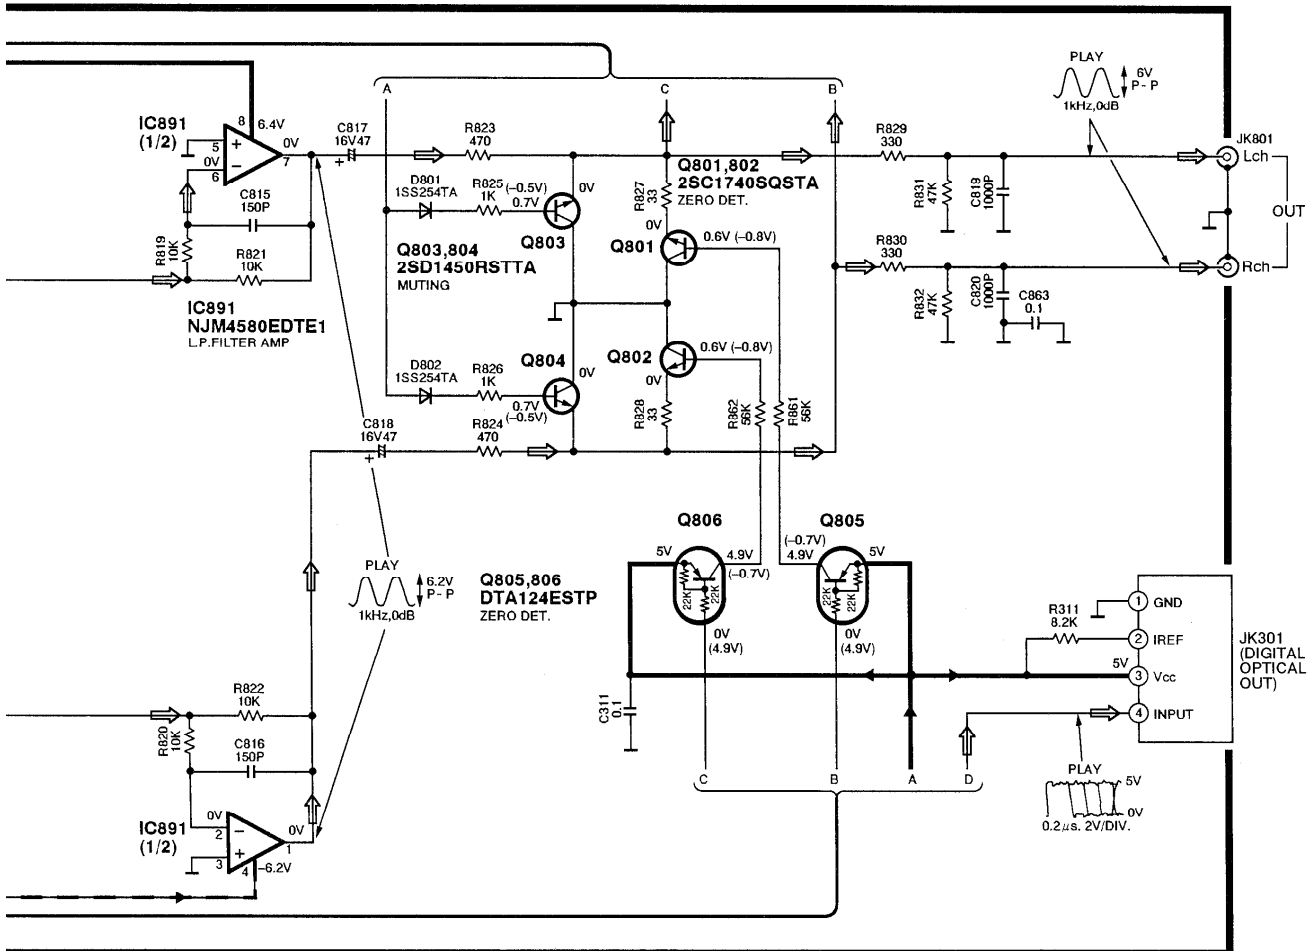 PLAY
6V
P-P
1kHz,0dB
A
C
B
IC891
(1/2)
8
6.4V
+
5
0V
–
6
0V
7
C817
16V47
+
R823
470
R829
330
JK801
Lch
C815
150P
D801
1SS254TA
R825
1K
(–0.5V)
0.7V
0V
Q801,802
2SC1740SQSTA
ZERO DET.
R827
33
R831
47K
C819
1000P
OUT
R819
10K
R821
10K
Q803,804
2SD1450RSTTA
MUTING
Q803
0V
Q801
0.6V (–0.8V)
R830
330
Rch
IC891
NJM4580EDTE1
L.P.FILTER AMP
R832
47K
C820
1000P
C863
0.1
D802
1SS254TA
R826
1K
Q804
0V
Q802
0.6V (–0.8V)
0V
0.7V
(–0.5V)
R828
33
R862
56K
R861
56K
C818
16V47
+
R824
470
Q806
Q805
5V
4.9V
(–0.7V)
(–0.7V)
4.9V
5V
22K
22K
22K
22K
0V
(4.9V)
0V
(4.9V)
PLAY
6.2V
P-P
1kHz,0dB
Q805,806
DTA124ESTP
ZERO DET.
R311
8.2K
1
GND
2
IREF
5V
3
Vcc
4
INPUT
JK301
(DIGITAL
OPTICAL
OUT)
C311
0.1
R822
10K
R820
10K
C816
150P
C
B
A
D
PLAY
5V
0V
0.2µs. 2V/DIV.
IC891
(1/2)
0V
2
–
+
3
4
–6.2V
0V
1